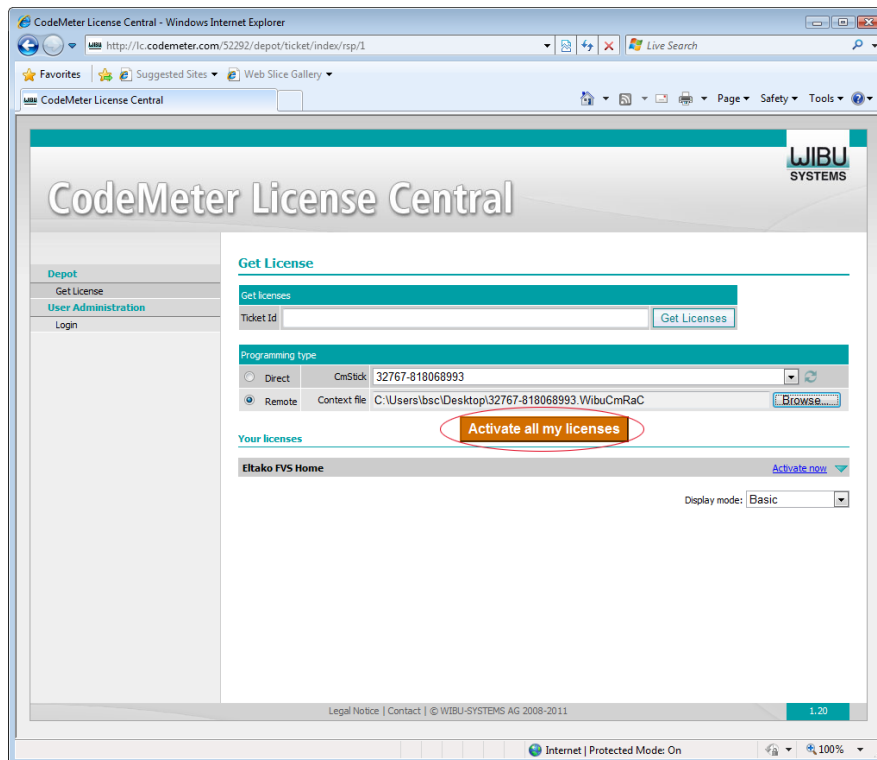 CodeMeter License Central - Windows Internet Explorer
http://lc.codemeter.com/52292/depot/ticket/index/rsp/1
Live Search
Favorites
Suggested Sites
Web Slice Gallery
CodeMeter License Central
Page
Safety
Tools
WIBU
SYSTEMS
CodeMeter License Central
Depot
Get License
User Administration
Login
Get License
Get licenses
Ticket Id
Get Licenses
Programming type
Direct
CmStick
32767-818068993
Remote
Context file
C:\Users\bsc\Desktop\32767-818068993.WibuCmRaC
Browse...
Activate all my licenses
Your licenses
Eltako FVS Home
Activate now
Display mode:
Basic
Legal Notice | Contact | © WIBU-SYSTEMS AG 2008-2011
1.20
Internet | Protected Mode: On
100%